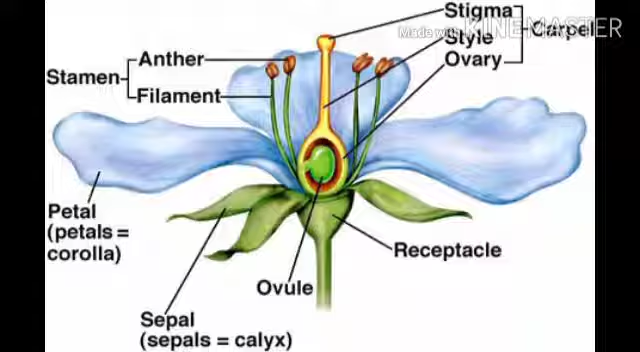 Stigma
Made with KINEMASTER
Style
Carpel
Ovary
Anther
Stamen
Filament
Petal
(petals =
corolla)
Receptacle
Ovule
Sepal
(sepals = calyx)